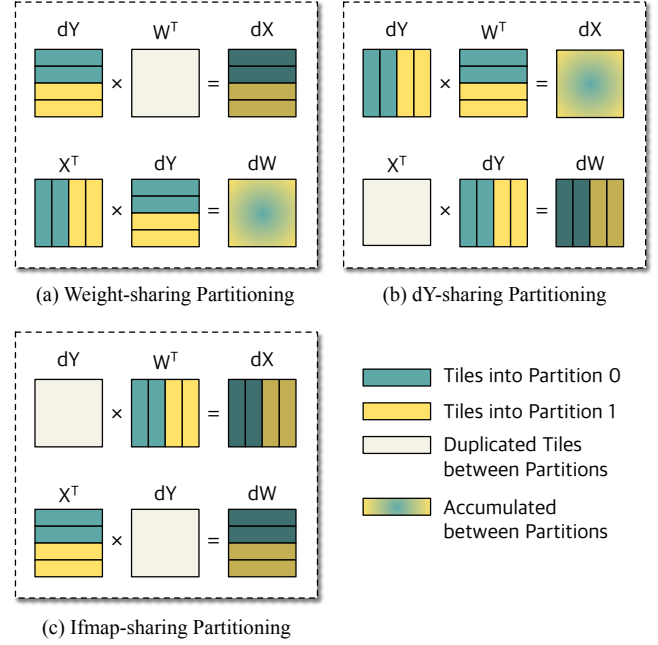 dY W^T dX
× =
X^T dY dW
× =
(a) Weight-sharing Partitioning
dY W^T dX
× =
X^T dY dW
× =
(b) dY-sharing Partitioning
dY W^T dX
× =
X^T dY dW
× =
(c) Ifmap-sharing Partitioning
Tiles into Partition 0
Tiles into Partition 1
Duplicated Tiles
between Partitions
Accumulated
between Partitions